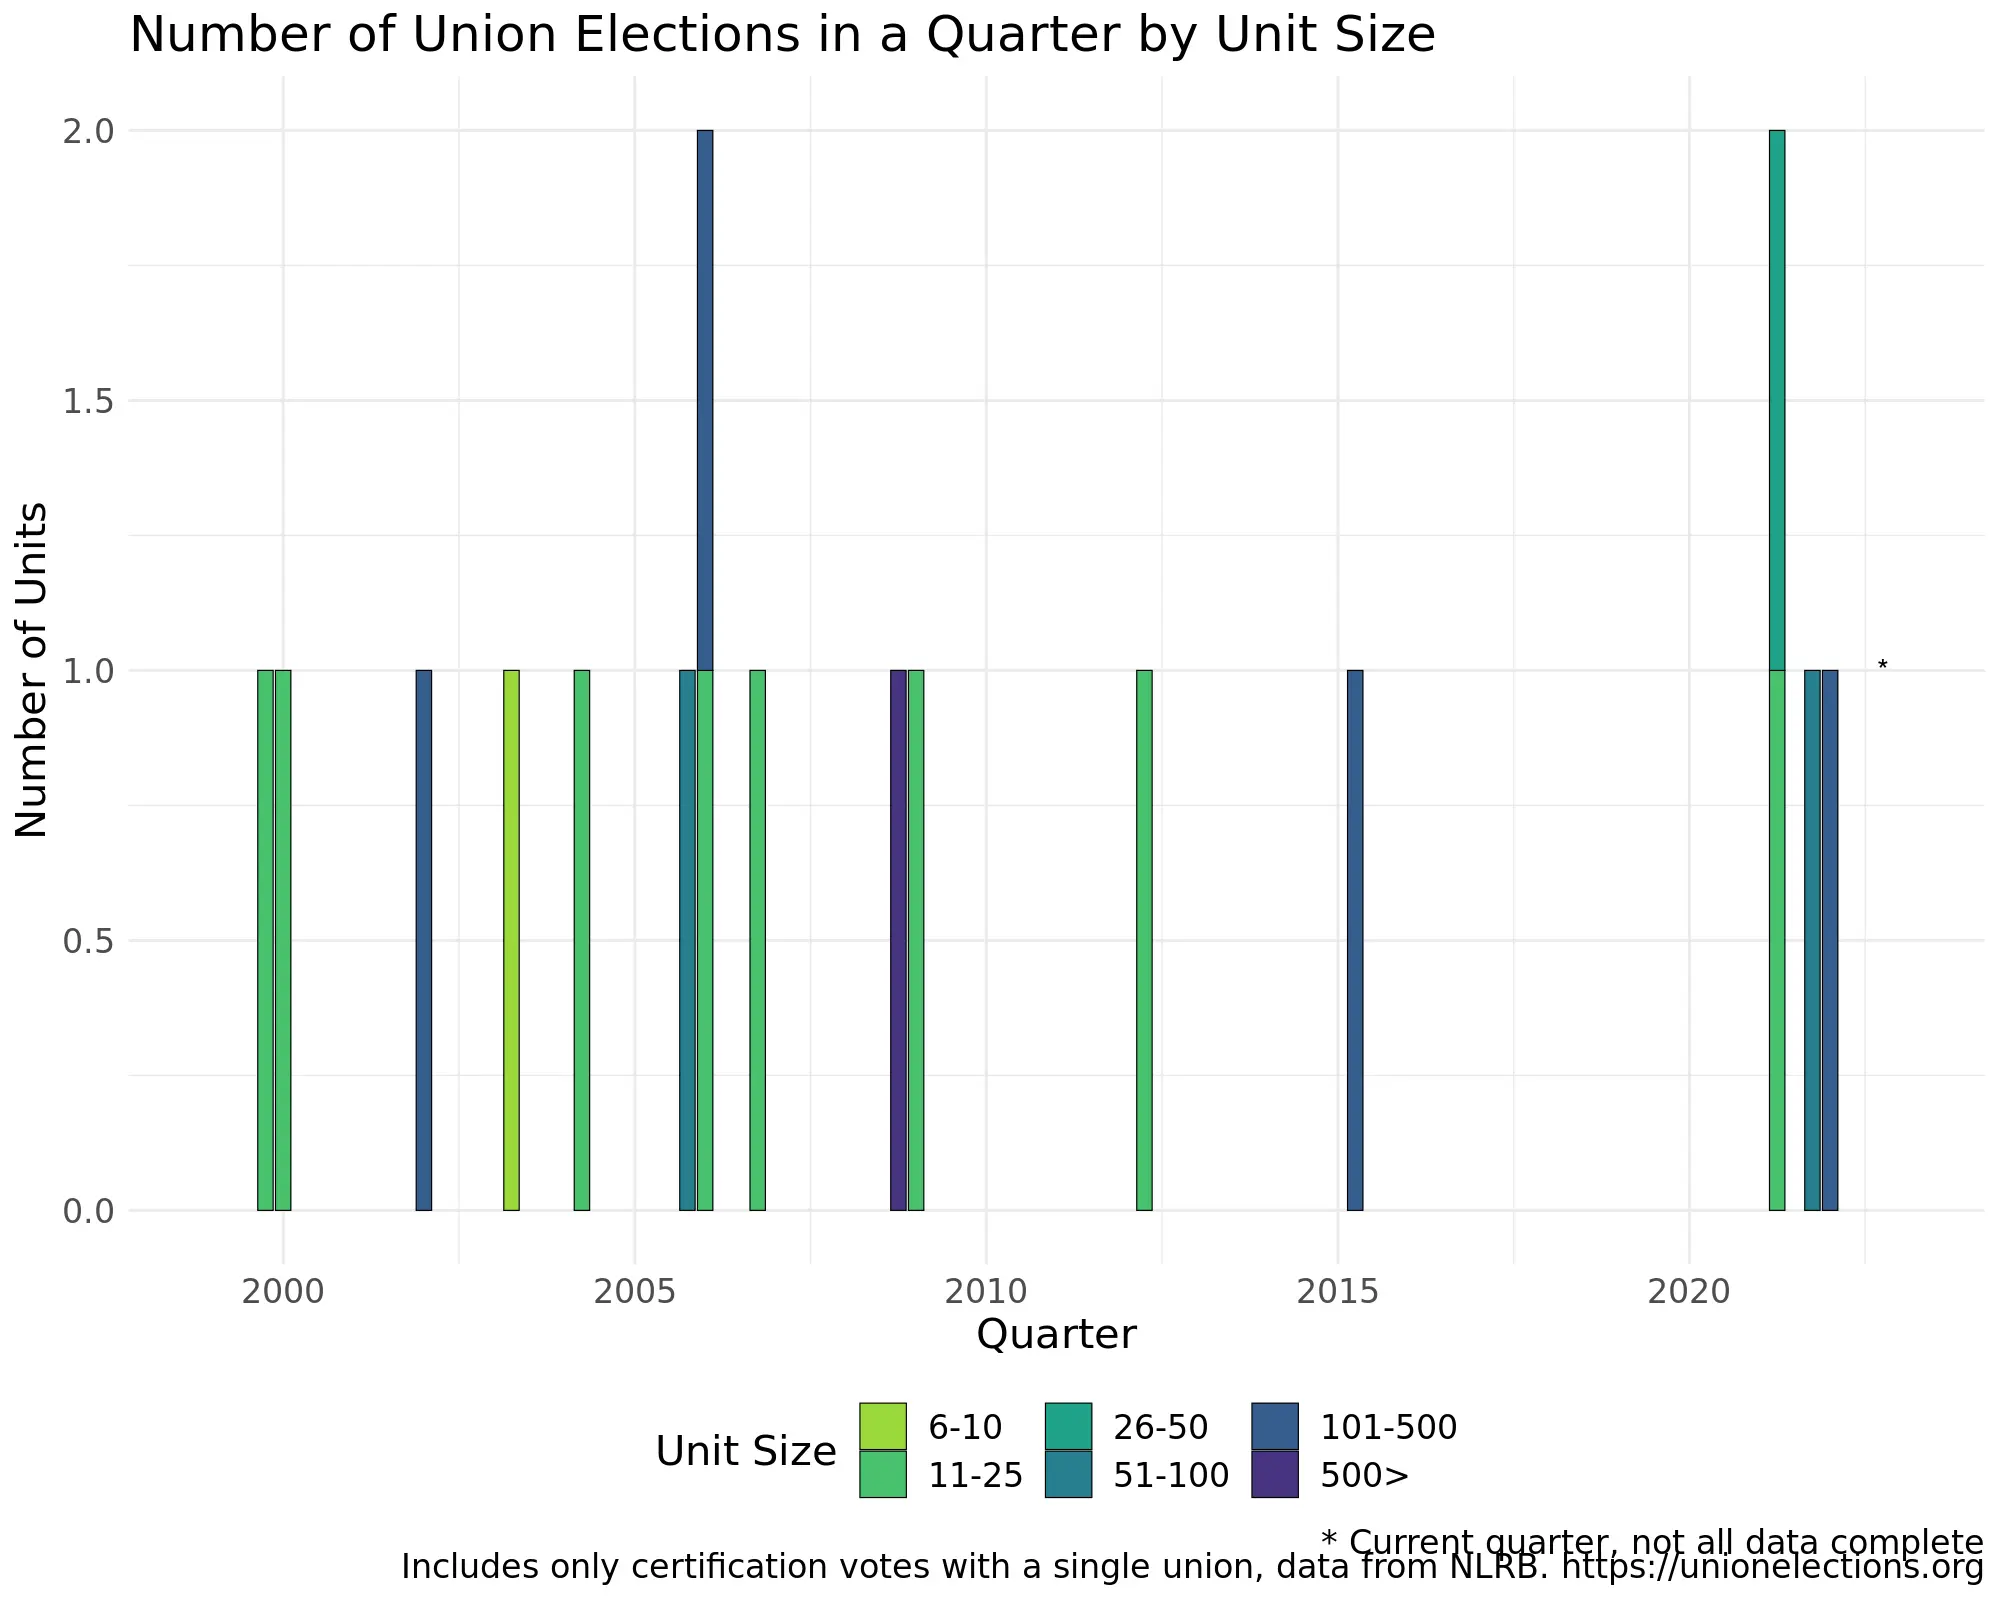 Number of Union Elections in a Quarter by Unit Size
Number of Units
2.0
1.5
1.0
0.5
0.0
*
2000 2005 2010 2015 2020
Quarter
Unit Size
6-10 26-50 101-500
11-25 51-100 500>
* Current quarter, not all data complete
Includes only certification votes with a single union, data from NLRB. https://unionelections.org